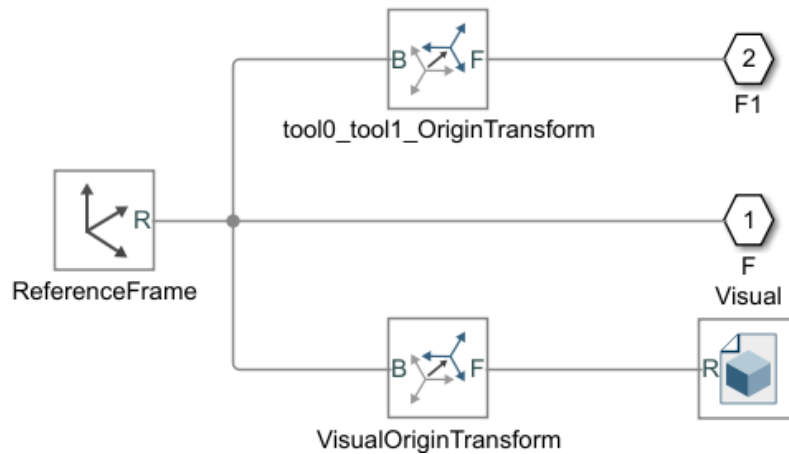 B F
2
tool0_tool1_OriginTransform
F1
R
1
ReferenceFrame
F
Visual
B F
R
VisualOriginTransform